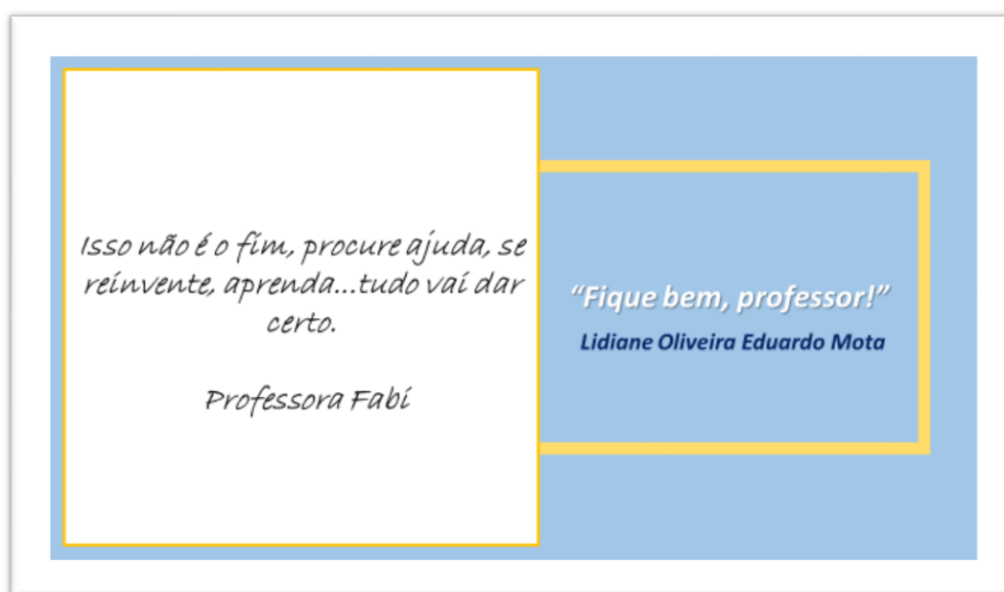 Isso não é o fim, procure ajuda, se
reinvente, aprenda...tudo vai dar
certo.
Professora Fabi
“Fique bem, professor!”
Lidiane Oliveira Eduardo Mota